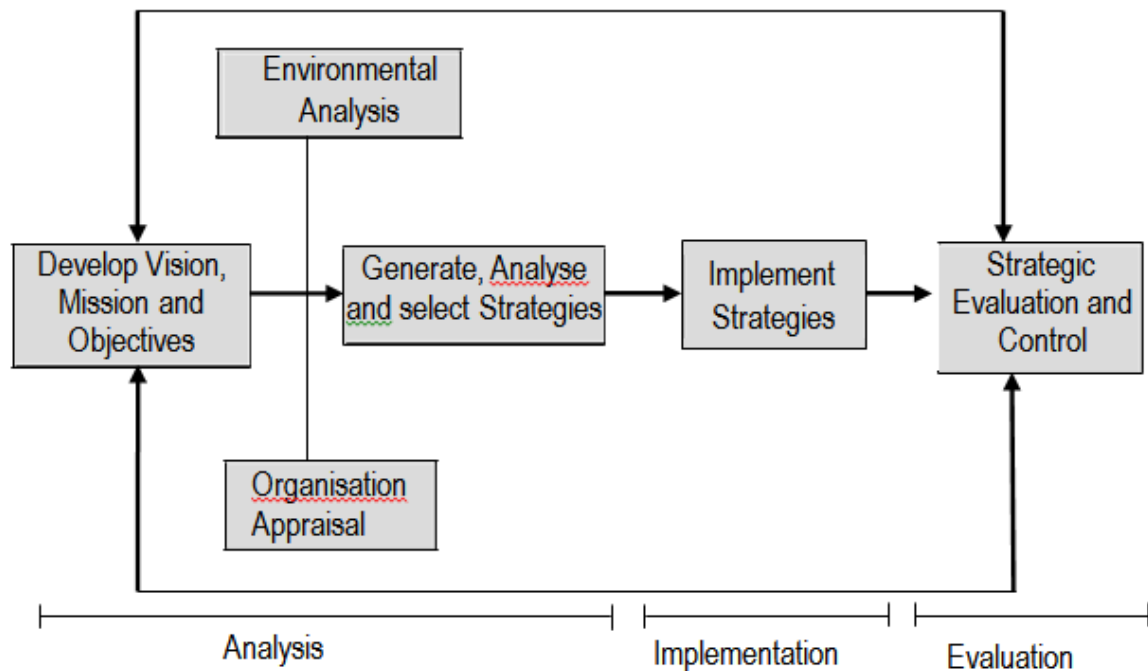 Environmental
Analysis
Develop Vision,
Mission and
Objectives
Generate, Analyse
and select Strategies
Implement
Strategies
Strategic
Evaluation and
Control
Organisation
Appraisal
Analysis
Implementation
Evaluation